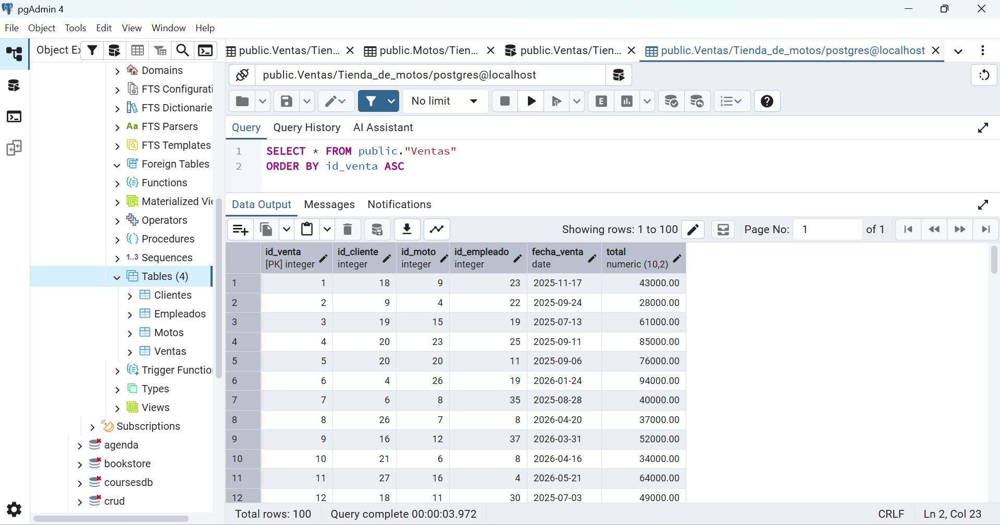 pgAdmin 4
File Object Tools Edit View Window Help
Object Ex
public.Ventas/Tien... public.Motos/Tien... public.Ventas/Tien... public.Ventas/Tienda_de_motos/postgres@localhost
public.Ventas/Tienda_de_motos/postgres@localhost
No limit
E
Query Query History AI Assistant
1 SELECT * FROM public."Ventas"
2 ORDER BY id_venta ASC
Data Output Messages Notifications
Showing rows: 1 to 100 Page No: 1 of 1
id_venta id_cliente id_moto id_empleado fecha_venta total
[PK] integer integer integer integer date numeric (10,2)
1 1 18 9 23 2025-11-17 43000.00
2 2 9 4 22 2025-09-24 28000.00
3 3 19 15 19 2025-07-13 61000.00
4 4 20 23 25 2025-09-11 85000.00
5 5 20 20 11 2025-09-06 76000.00
6 6 4 26 19 2026-01-24 94000.00
7 7 6 8 35 2025-08-28 40000.00
8 8 26 7 8 2026-04-20 37000.00
9 9 16 12 37 2026-03-31 52000.00
10 10 21 6 8 2026-04-16 34000.00
11 11 27 16 4 2026-05-21 64000.00
12 12 18 11 30 2025-07-03 49000.00
Domains
FTS Configurati
FTS Dictionarie
Aa FTS Parsers
FTS Templates
Foreign Tables
Functions
Materialized Vie
Operators
Procedures
1..3 Sequences
Tables (4)
Clientes
Empleados
Motos
Ventas
Trigger Functio
Types
Views
Subscriptions
agenda
bookstore
coursesdb
crud
Total rows: 100 Query complete 00:00:03.972 CRLF Ln 2, Col 23